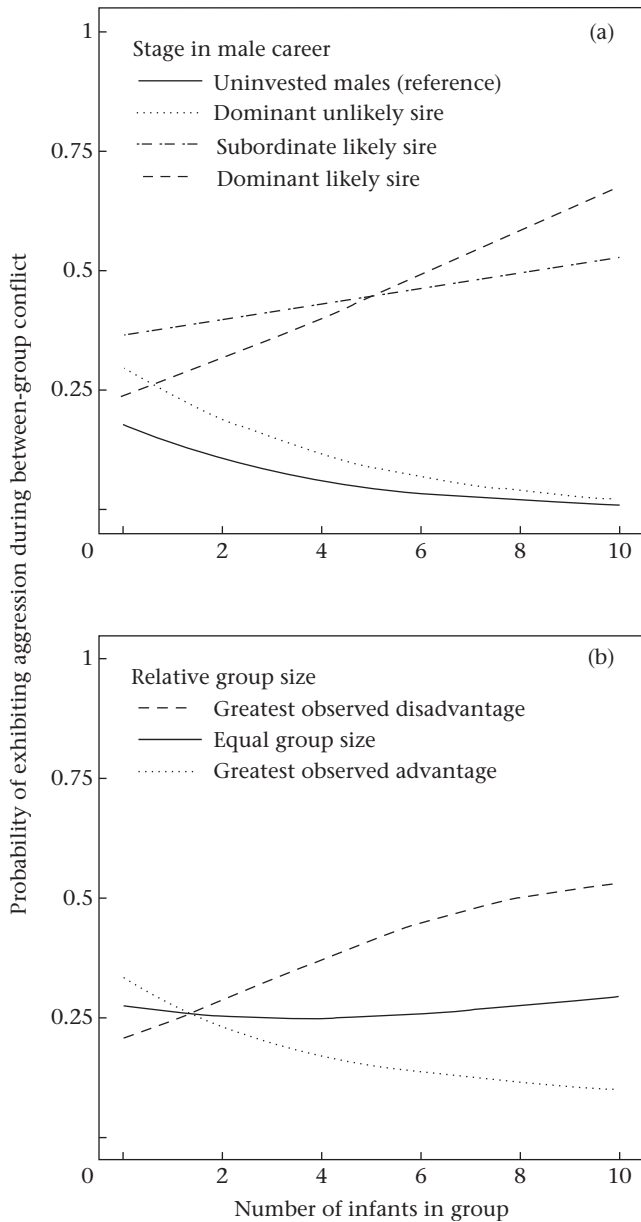 Probability of exhibiting aggression during between-group conflict
(a)
Stage in male career
Uninvested males (reference)
Dominant unlikely sire
Subordinate likely sire
Dominant likely sire
1
0.75
0.5
0.25
0 2 4 6 8 10
(b)
Relative group size
Greatest observed disadvantage
Equal group size
Greatest observed advantage
1
0.75
0.5
0.25
0 2 4 6 8 10
Number of infants in group